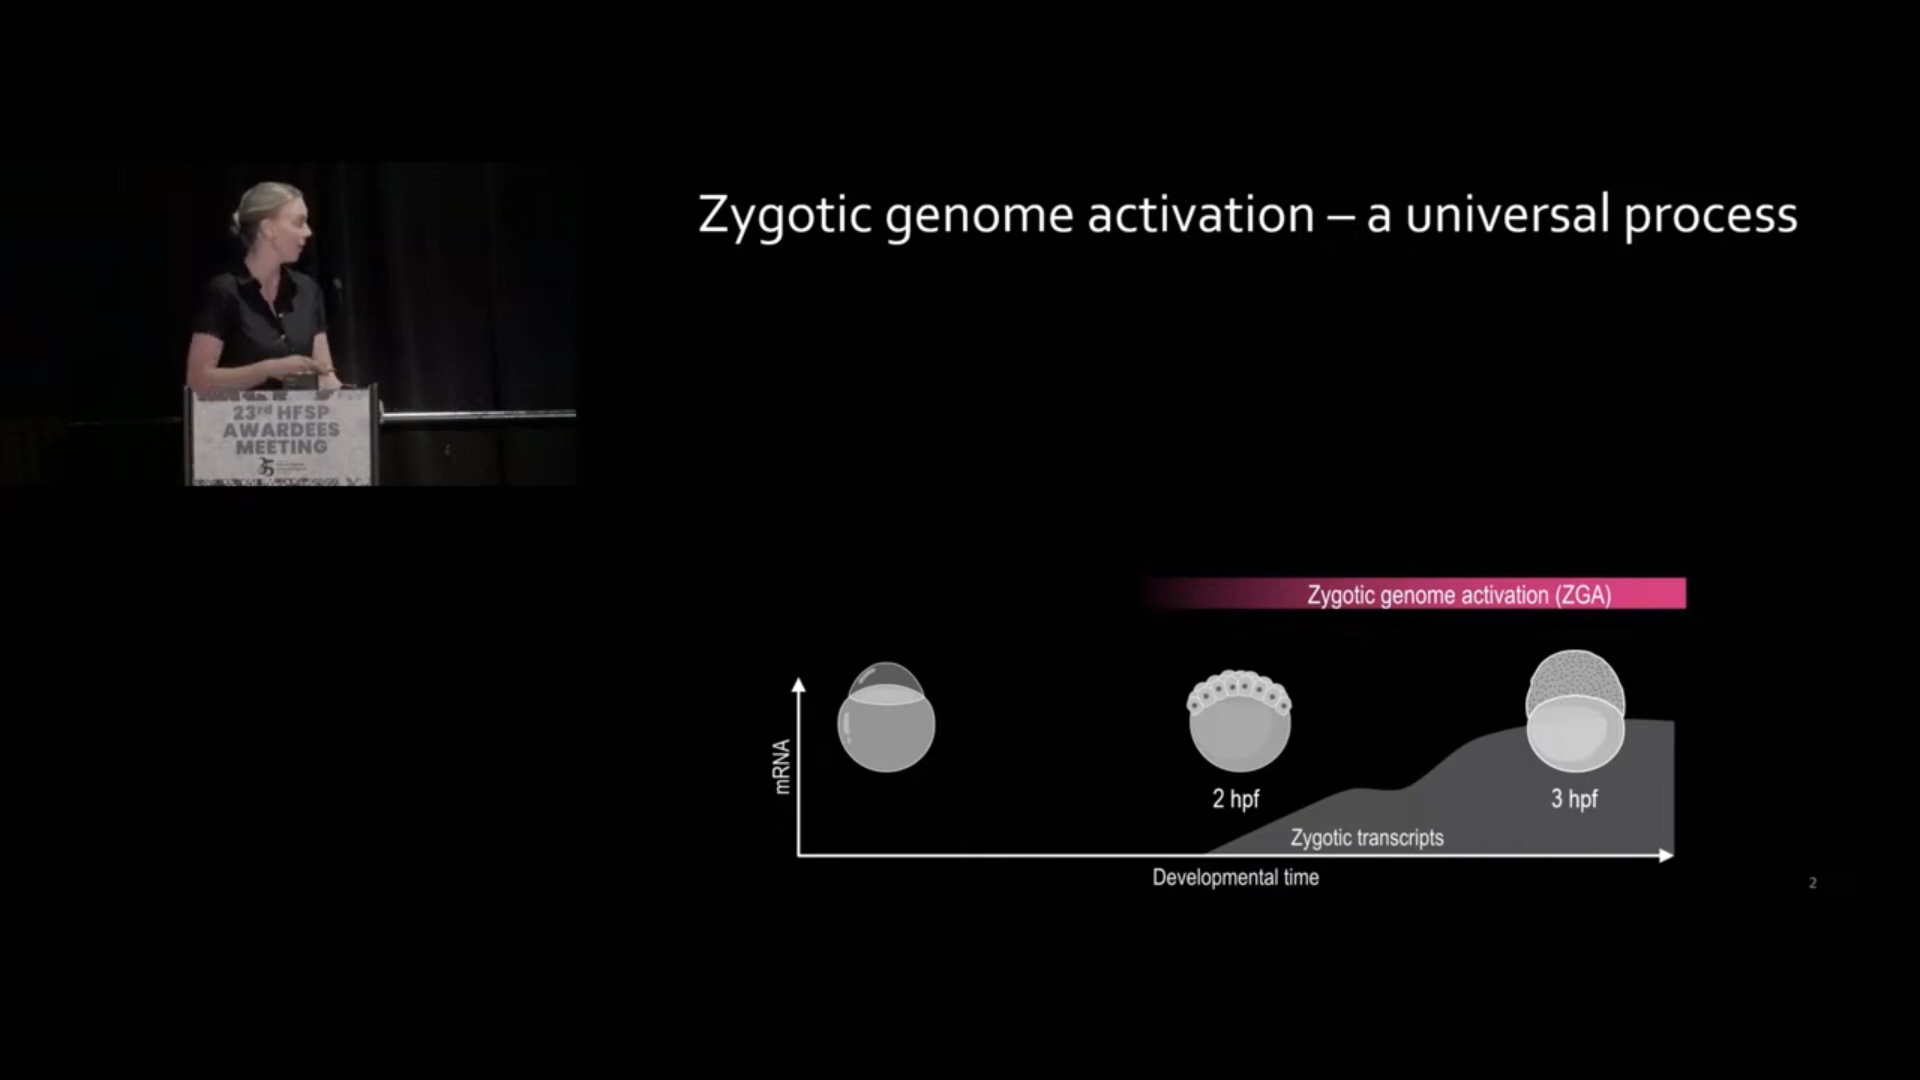 Zygotic genome activation – a universal process
23rd HFSP
AWARDEES
MEETING
35
Zygotic genome activation (ZGA)
mRNA
2 hpf
3 hpf
Zygotic transcripts
Developmental time
2